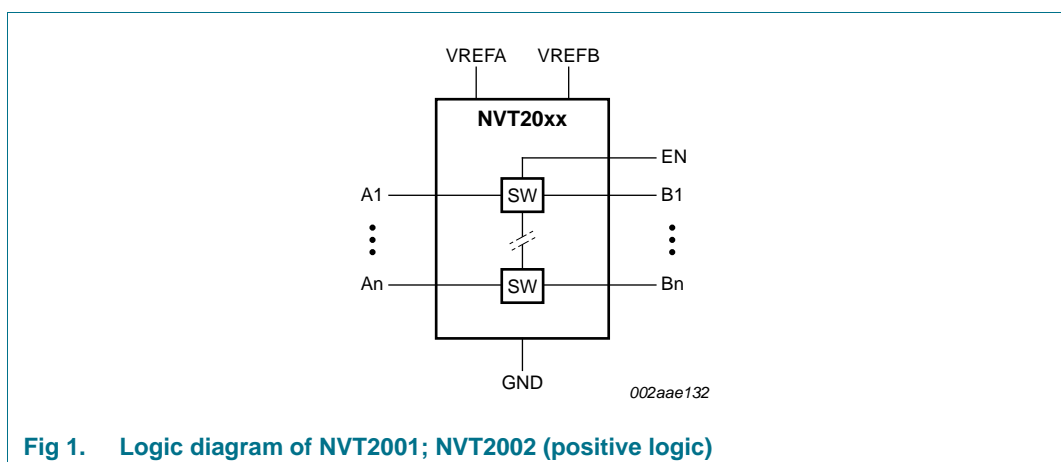 VREFA VREFB
NVT20xx
EN
A1 SW B1
An SW Bn
GND
002aae132
Fig 1. Logic diagram of NVT2001; NVT2002 (positive logic)